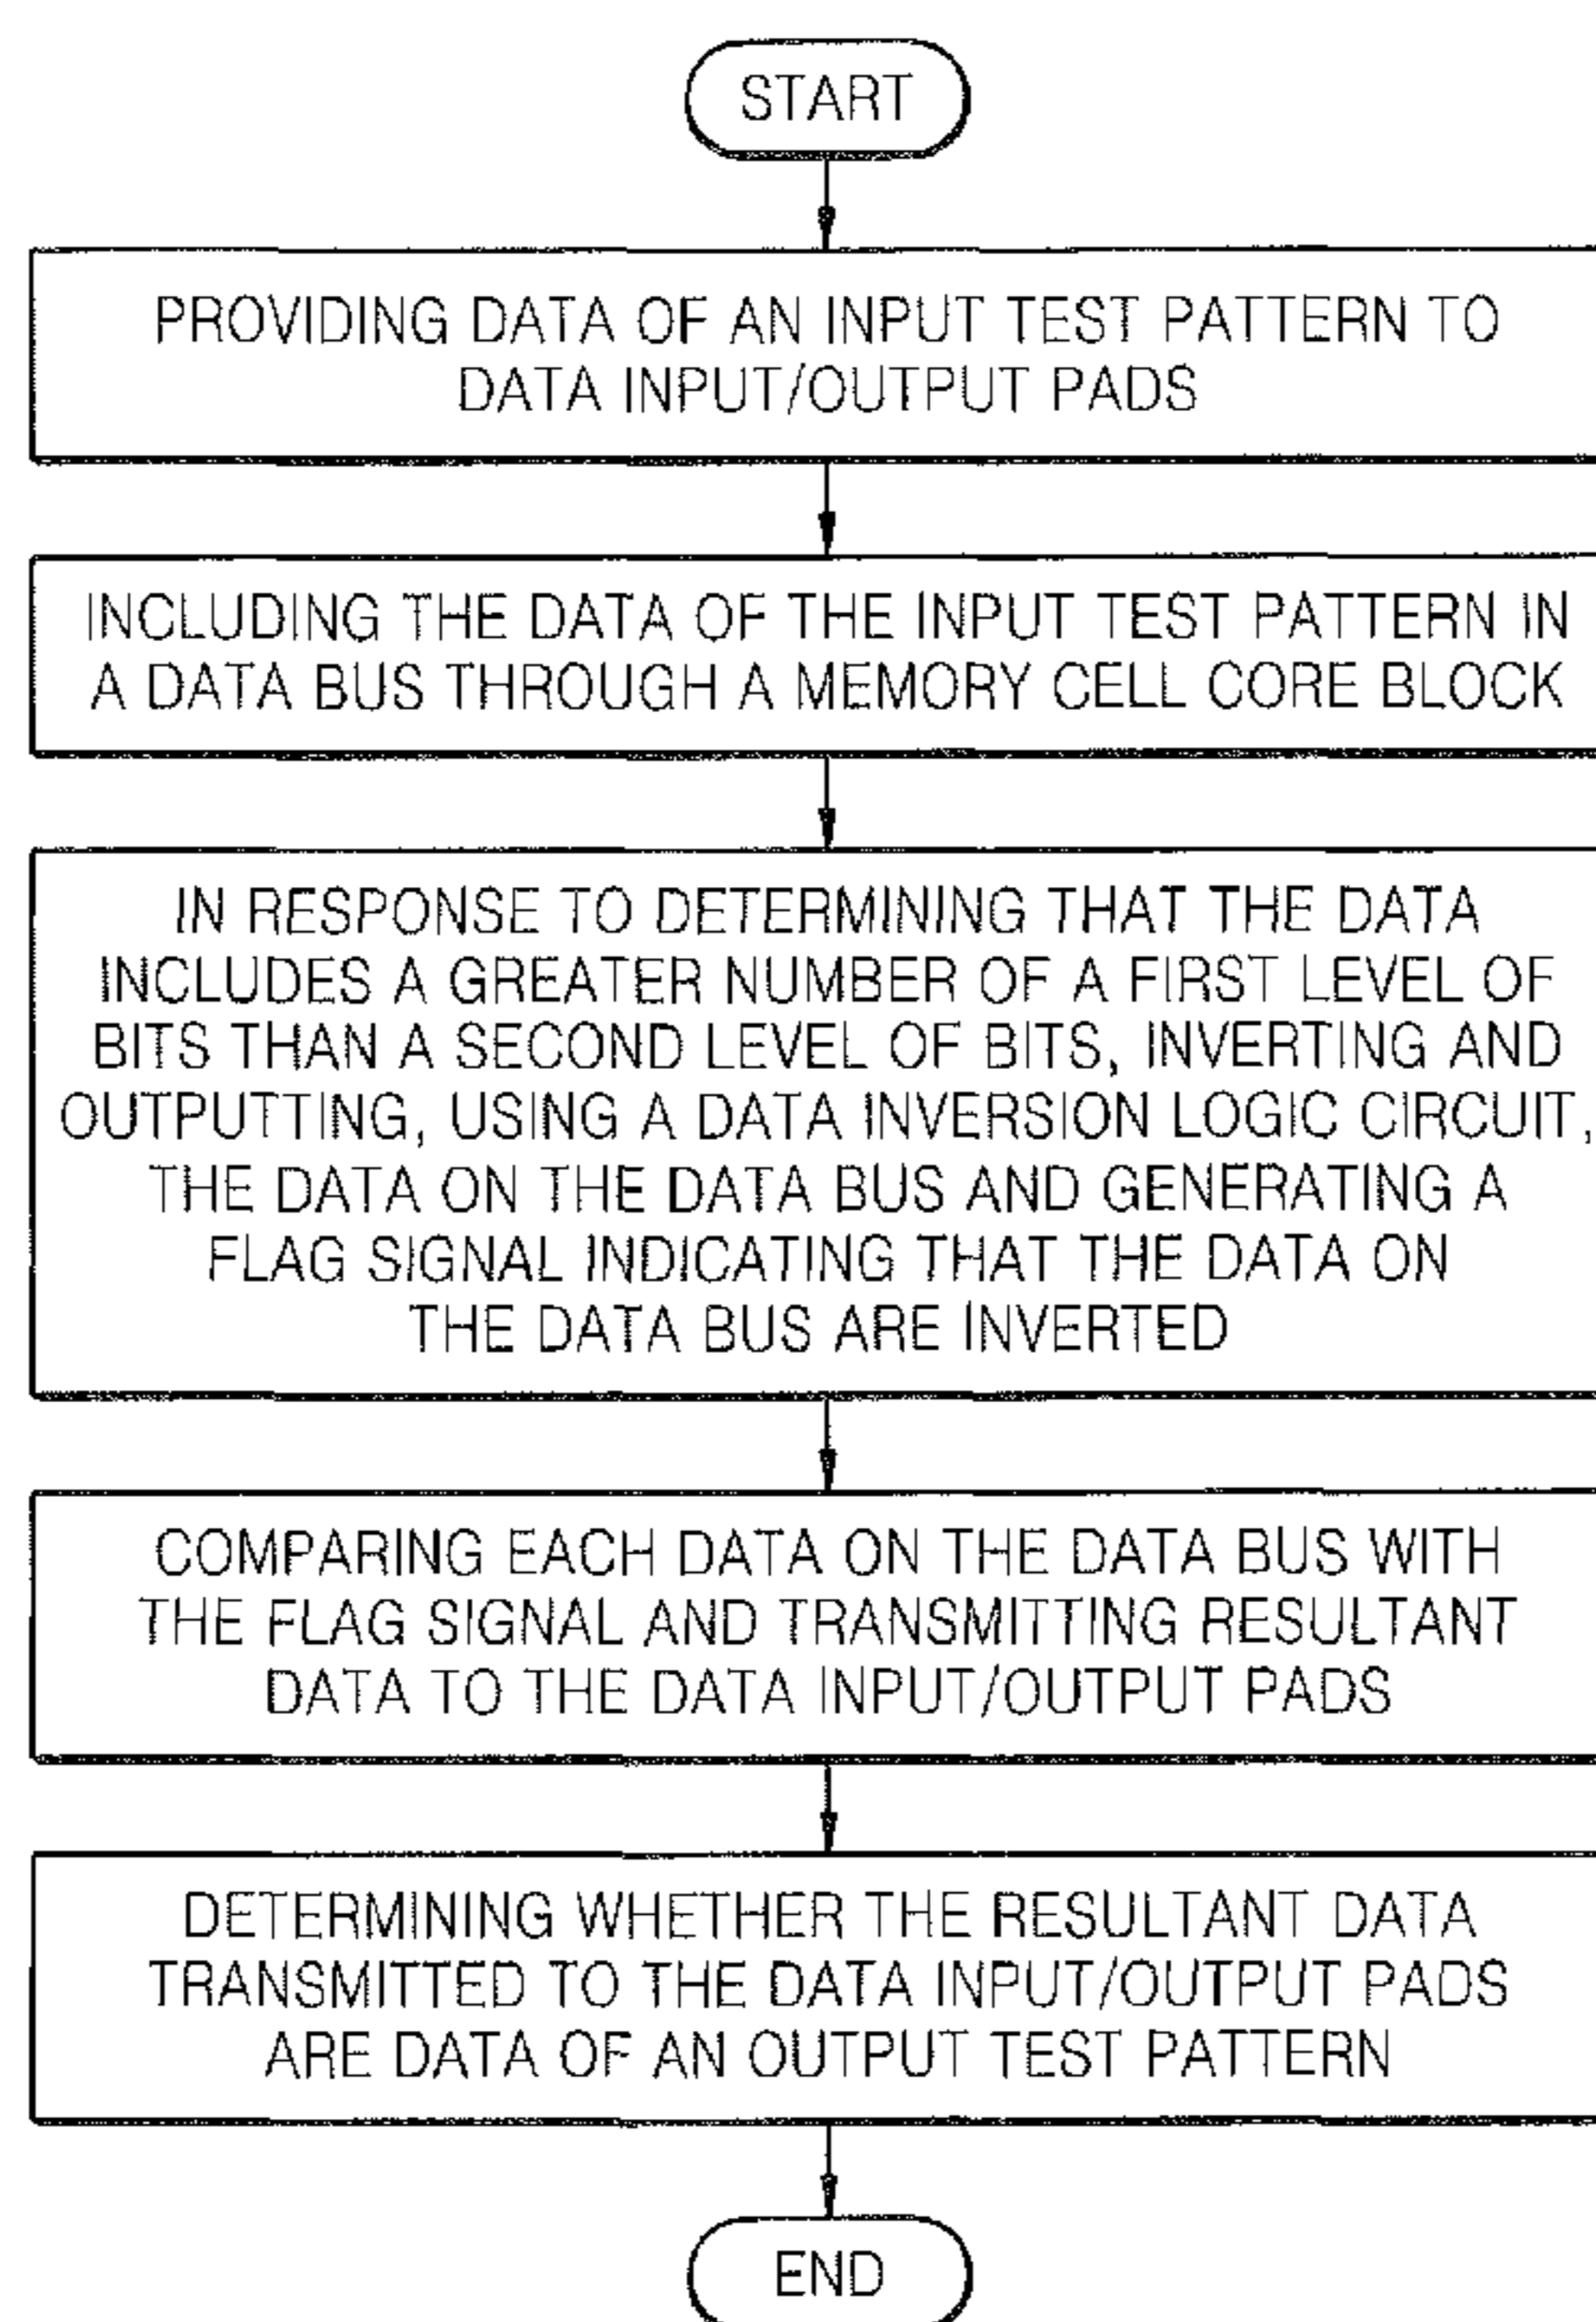 START
PROVIDING DATA OF AN INPUT TEST PATTERN TO
DATA INPUT/OUTPUT PADS
INCLUDING THE DATA OF THE INPUT TEST PATTERN IN
A DATA BUS THROUGH A MEMORY CELL CORE BLOCK
IN RESPONSE TO DETERMINING THAT THE DATA
INCLUDES A GREATER NUMBER OF A FIRST LEVEL OF
BITS THAN A SECOND LEVEL OF BITS, INVERTING AND
OUTPUTTING, USING A DATA INVERSION LOGIC CIRCUIT,
THE DATA ON THE DATA BUS AND GENERATING A
FLAG SIGNAL INDICATING THAT THE DATA ON
THE DATA BUS ARE INVERTED
COMPARING EACH DATA ON THE DATA BUS WITH
THE FLAG SIGNAL AND TRANSMITTING RESULTANT
DATA TO THE DATA INPUT/OUTPUT PADS
DETERMINING WHETHER THE RESULTANT DATA
TRANSMITTED TO THE DATA INPUT/OUTPUT PADS
ARE DATA OF AN OUTPUT TEST PATTERN
END